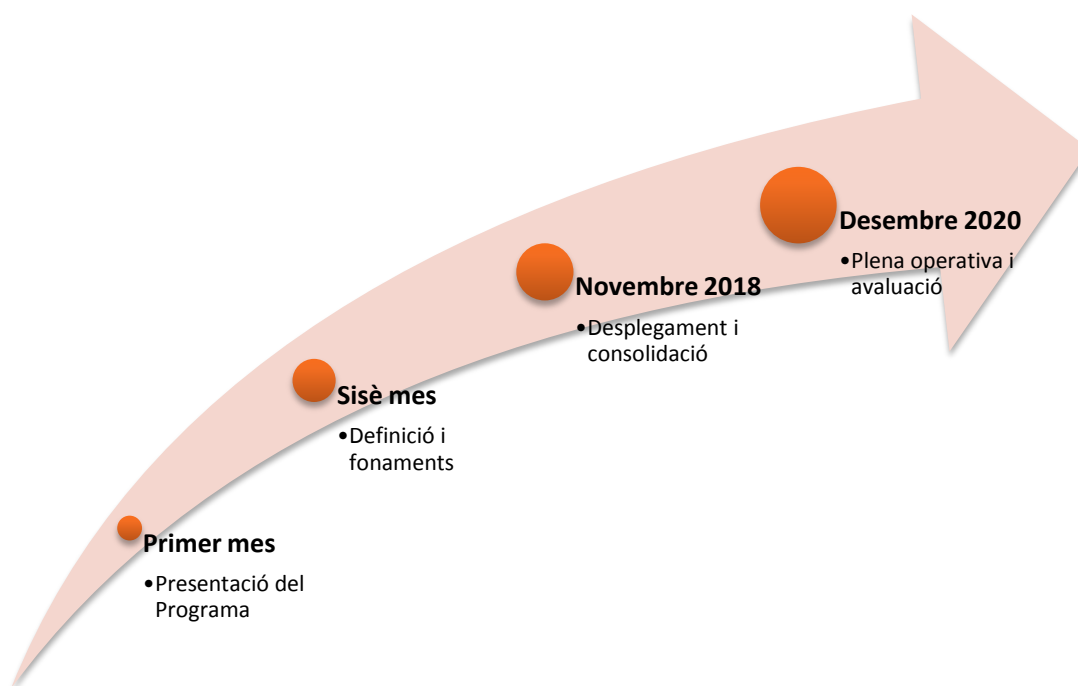 Primer mes
•Presentació del
Programa
Sisè mes
•Definició i
fonaments
Novembre 2018
•Desplegament i
consolidació
Desembre 2020
•Plena operativa i
avaluació